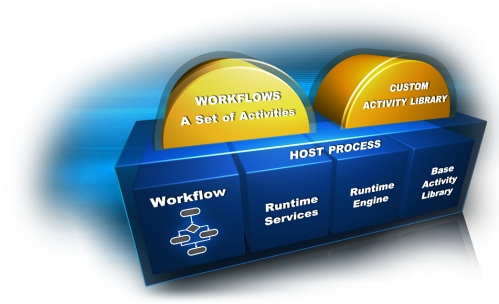 WORKFLOWS
A Set of Activities
CUSTOM
ACTIVITY LIBRARY
HOST PROCESS
Workflow
Runtime
Services
Runtime
Engine
Base
Activity
Library